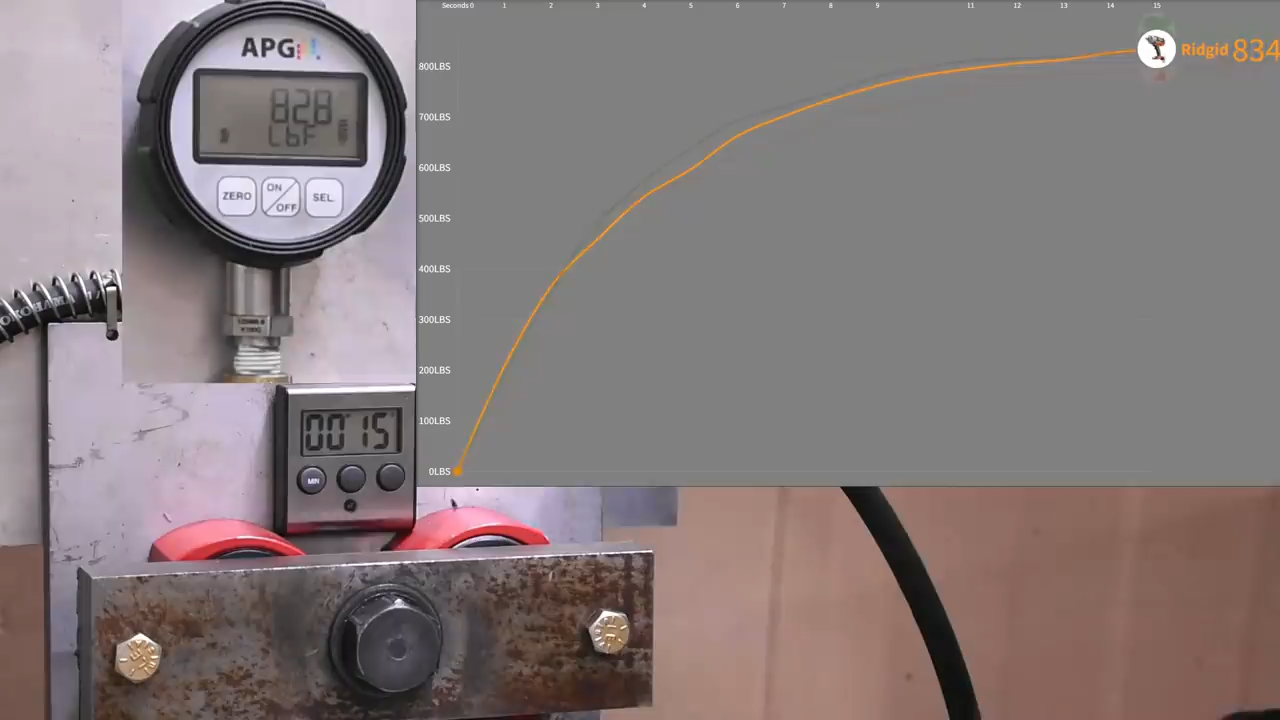 Seconds 0 1 2 3 4 5 6 7 8 9 11 12 13 14 15
800LBS
700LBS
600LBS
500LBS
400LBS
300LBS
200LBS
100LBS
0LBS
Ridgid 834
APG
828
LbF
ZERO
ON
OFF
SEL
00 15
MIN